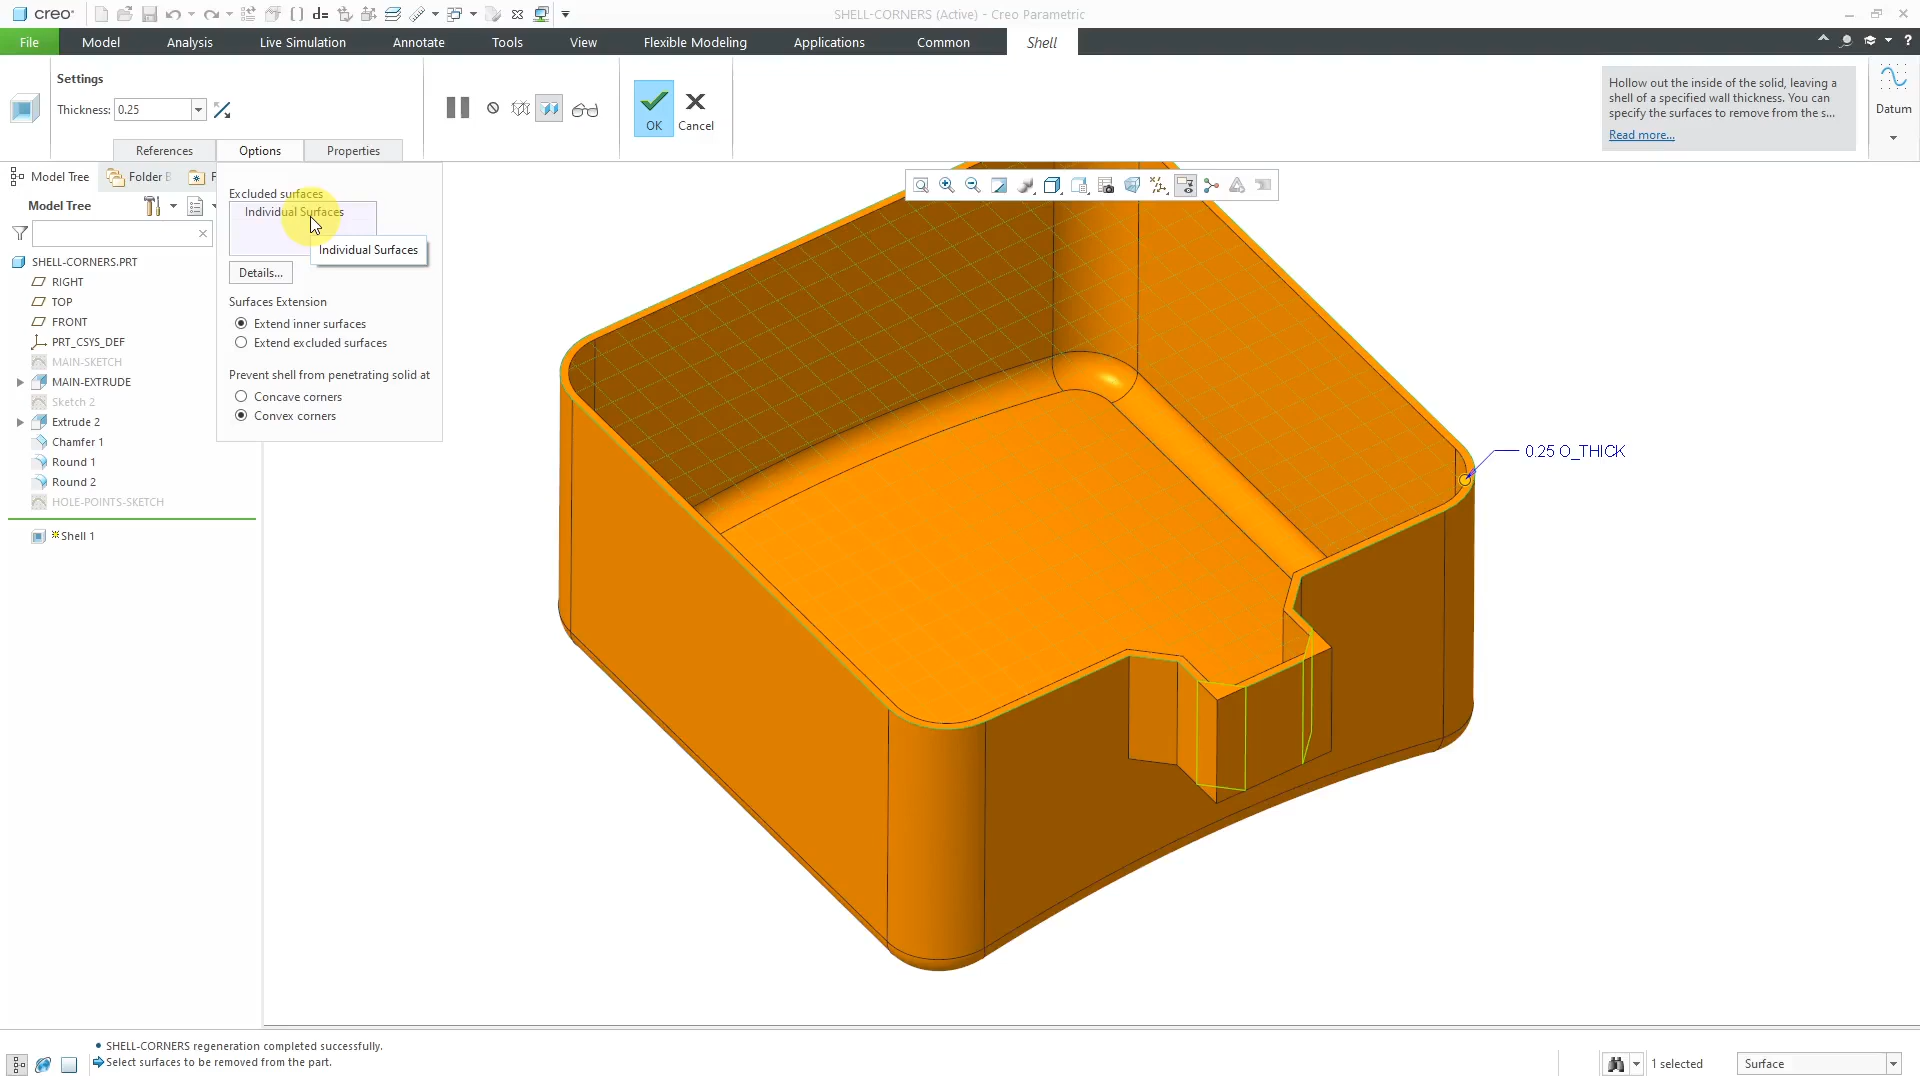 creo
SHELL-CORNERS (Active) - Creo Parametric
File Model Analysis Live Simulation Annotate Tools View Flexible Modeling Applications Common Shell
Settings
Thickness: 0.25
OK Cancel
Hollow out the inside of the solid, leaving a
shell of a specified wall thickness. You can
specify the surfaces to remove from the s...
Read more...
Datum
References Options Properties
Model Tree Folder B F
Model Tree
Excluded surfaces
Individual Surfaces
Individual Surfaces
Details...
Surfaces Extension
Extend inner surfaces
Extend excluded surfaces
Prevent shell from penetrating solid at
Concave corners
Convex corners
SHELL-CORNERS.PRT
RIGHT
TOP
FRONT
PRT_CSYS_DEF
MAIN-SKETCH
MAIN-EXTRUDE
Sketch 2
Extrude 2
Chamfer 1
Round 1
Round 2
HOLE-POINTS-SKETCH
Shell 1
0.25 O_THICK
• SHELL-CORNERS regeneration completed successfully.
Select surfaces to be removed from the part.
1 selected
Surface